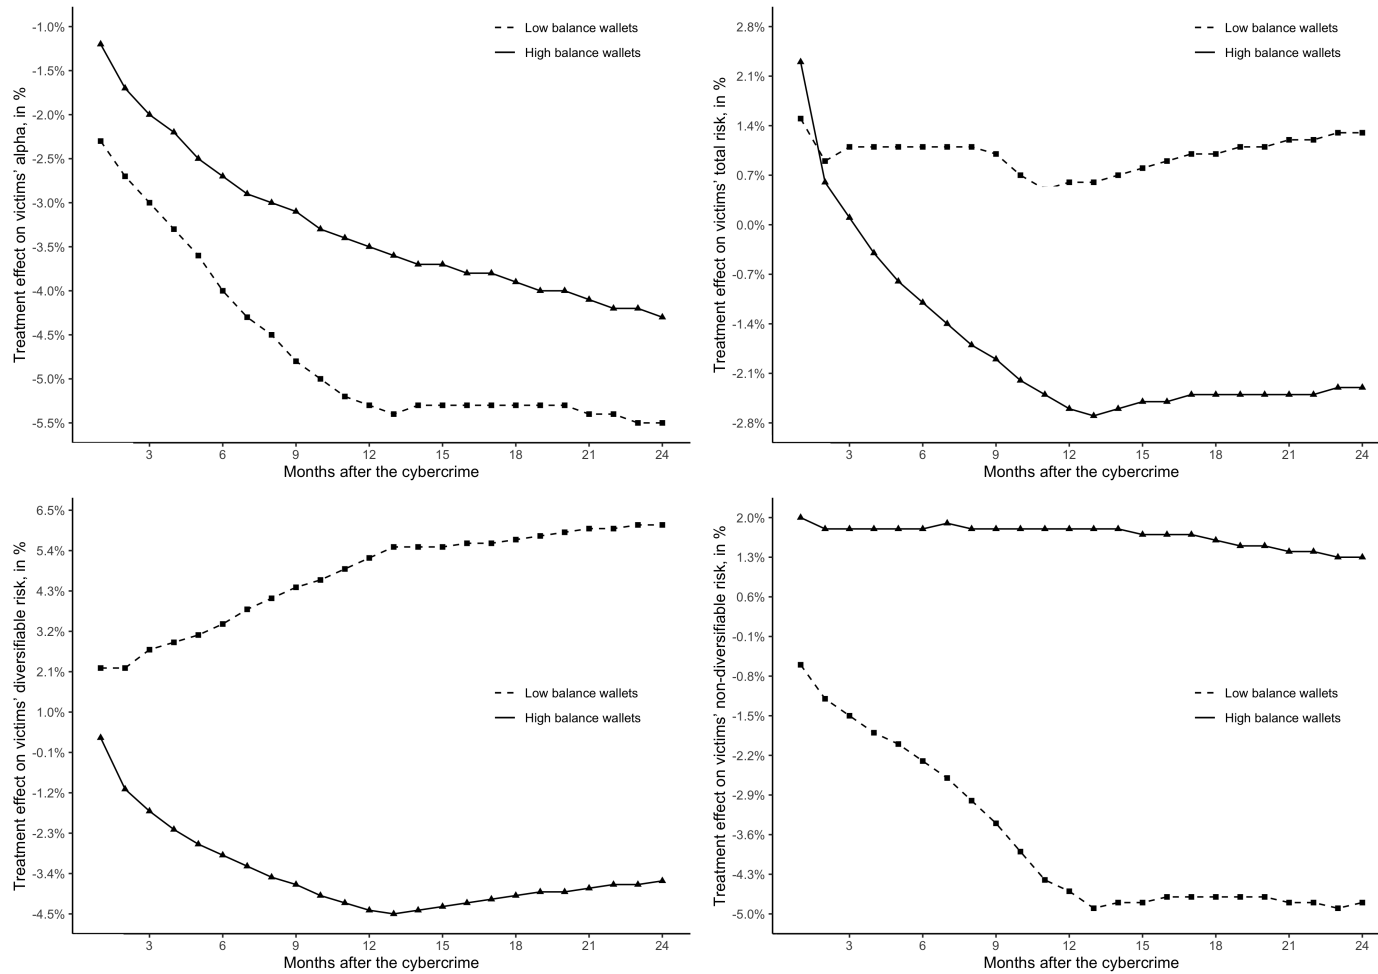 Treatment effect on victims' alpha, in %
-1.0%
-1.5%
-2.0%
-2.5%
-3.0%
-3.5%
-4.0%
-4.5%
-5.0%
-5.5%
Low balance wallets
High balance wallets
3 6 9 12 15 18 21 24
Months after the cybercrime
Treatment effect on victims' total risk, in %
2.8%
2.1%
1.4%
0.7%
0.0%
-0.7%
-1.4%
-2.1%
-2.8%
Low balance wallets
High balance wallets
3 6 9 12 15 18 21 24
Months after the cybercrime
Treatment effect on victims' diversifiable risk, in %
6.5%
5.4%
4.3%
3.2%
2.1%
1.0%
-0.1%
-1.2%
-2.3%
-3.4%
-4.5%
Low balance wallets
High balance wallets
3 6 9 12 15 18 21 24
Months after the cybercrime
Treatment effect on victims' non-diversifiable risk, in %
2.0%
1.3%
0.6%
-0.1%
-0.8%
-1.5%
-2.2%
-2.9%
-3.6%
-4.3%
-5.0%
Low balance wallets
High balance wallets
3 6 9 12 15 18 21 24
Months after the cybercrime